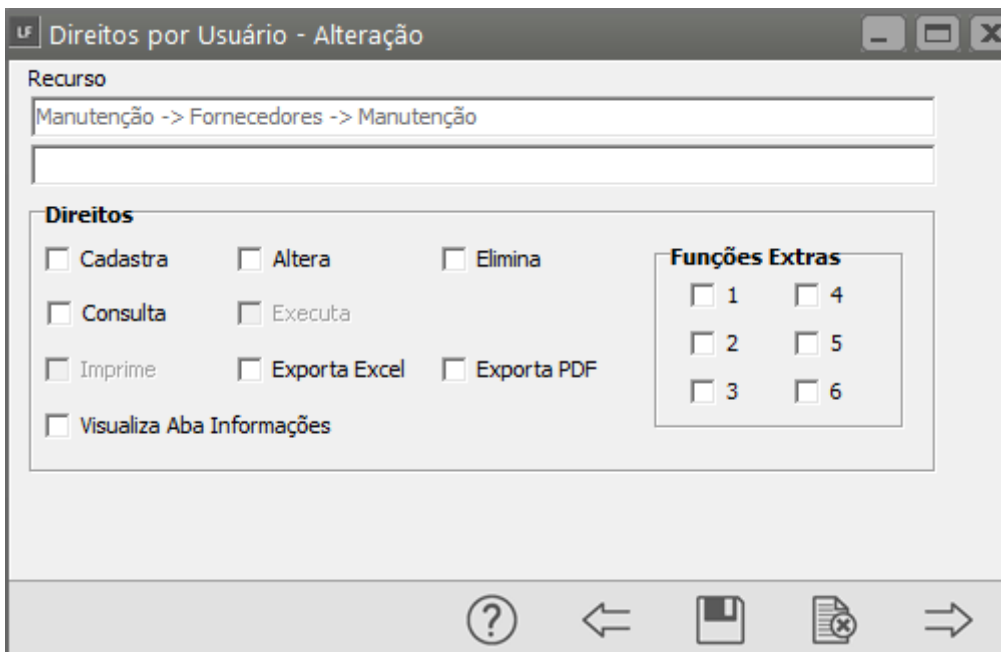 LF Direitos por Usuário - Alteração
Recurso
Manutenção -> Fornecedores -> Manutenção
Direitos
Cadastra Altera Elimina
Funções Extras
1 4
Consulta Executa
2 5
Imprime Exporta Excel Exporta PDF
3 6
Visualiza Aba Informações
?